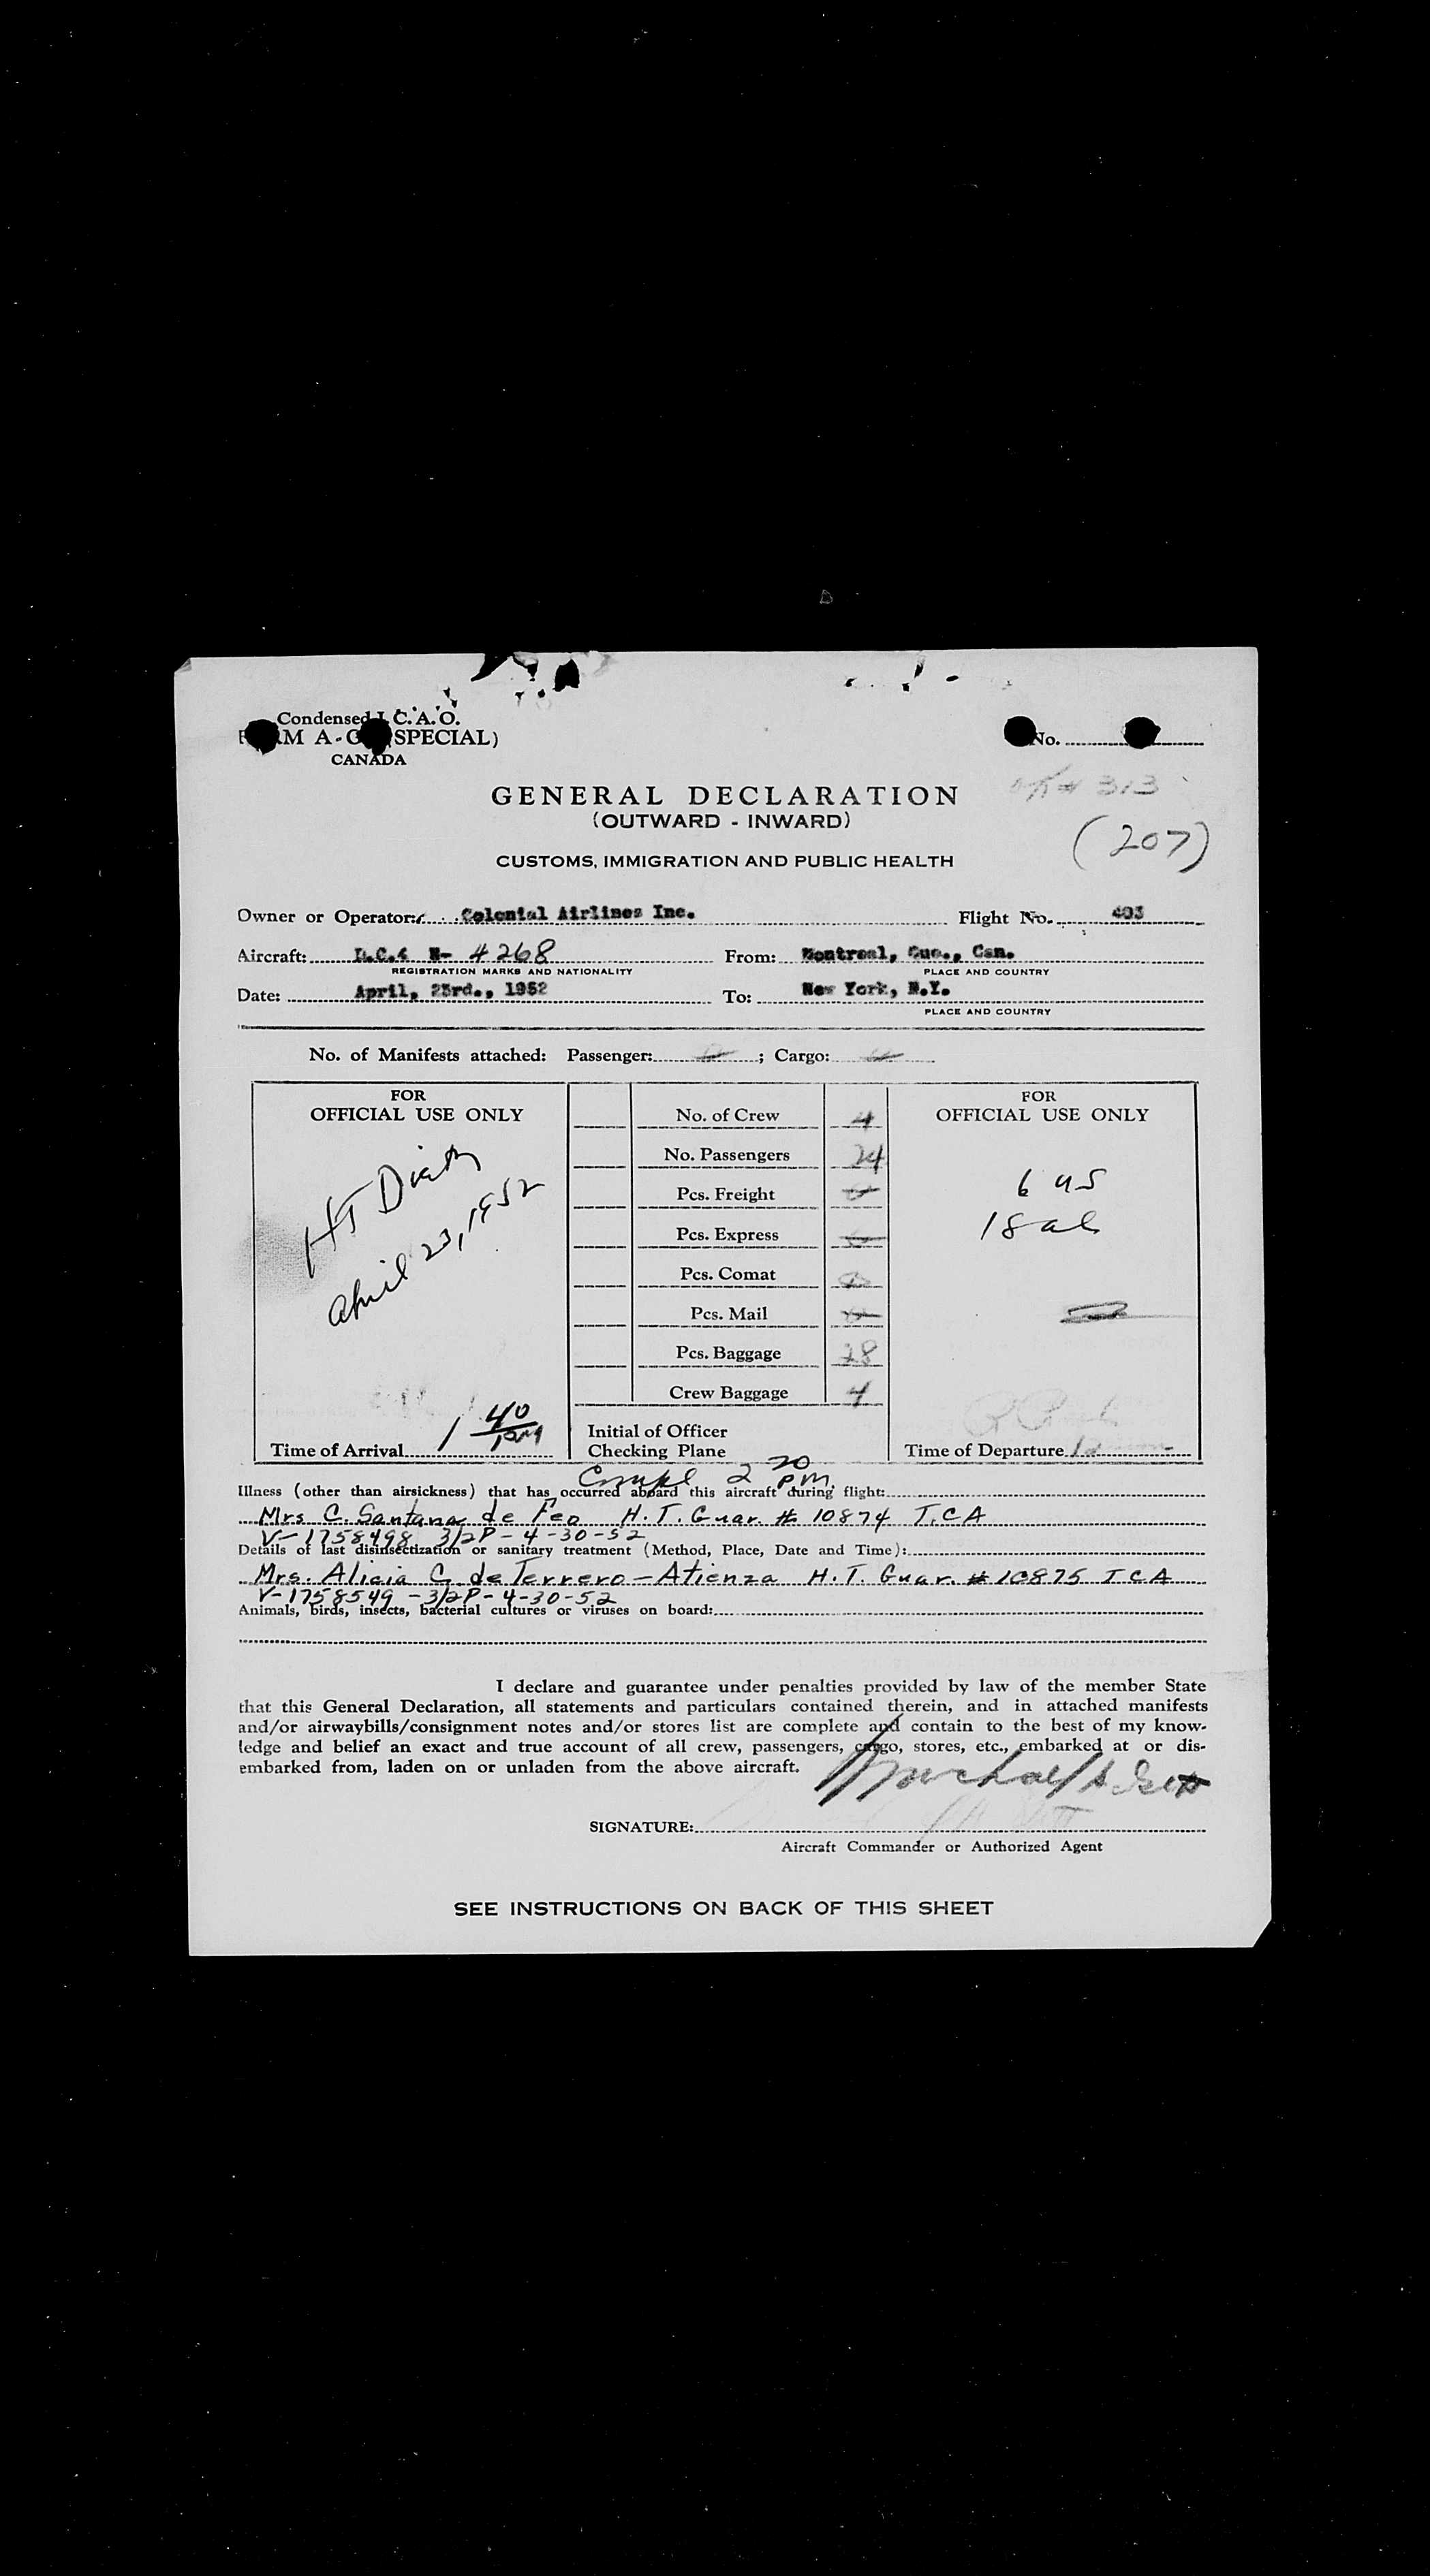 Condensed I.C.A.O.
M A-G (SPECIAL)
CANADA
No.
313
(207)
GENERAL DECLARATION
(OUTWARD - INWARD)
CUSTOMS, IMMIGRATION AND PUBLIC HEALTH
Owner or Operator: Colonial Airlines Inc. Flight No. 403
Aircraft: D.C.4 N- 4268 From: Montreal, Que., Can.
REGISTRATION MARKS AND NATIONALITY PLACE AND COUNTRY
Date: April, 23rd., 1952 To: New York, N.Y.
PLACE AND COUNTRY
No. of Manifests attached: Passenger: ; Cargo:
FOR
OFFICIAL USE ONLY
April 23, 1952
Time of Arrival 1 40 PM
No. of Crew 4
No. Passengers 24
Pcs. Freight
Pcs. Express
Pcs. Comat
Pcs. Mail
Pcs. Baggage 28
Crew Baggage 4
Initial of Officer
Checking Plane
FOR
OFFICIAL USE ONLY
6 US
18 al
Time of Departure
Compl 2 20 PM
Illness (other than airsickness) that has occurred aboard this aircraft during flight:
Mrs C. Santana de Feo H. T. Guar. # 10874 T.C.A
V-1758498 3/2P-4-30-52
Details of last disinsectization or sanitary treatment (Method, Place, Date and Time):
Mrs. Alicia G. de Terrero-Atienza H. T. Guar. # 10875 T C A
V-1758549 -3/2P-4-30-52
Animals, birds, insects, bacterial cultures or viruses on board:
I declare and guarantee under penalties provided by law of the member State
that this General Declaration, all statements and particulars contained therein, and in attached manifests
and/or airwaybills/consignment notes and/or stores list are complete and contain to the best of my know-
ledge and belief an exact and true account of all crew, passengers, cargo, stores, etc., embarked at or dis-
embarked from, laden on or unladen from the above aircraft.
SIGNATURE:
Aircraft Commander or Authorized Agent
SEE INSTRUCTIONS ON BACK OF THIS SHEET